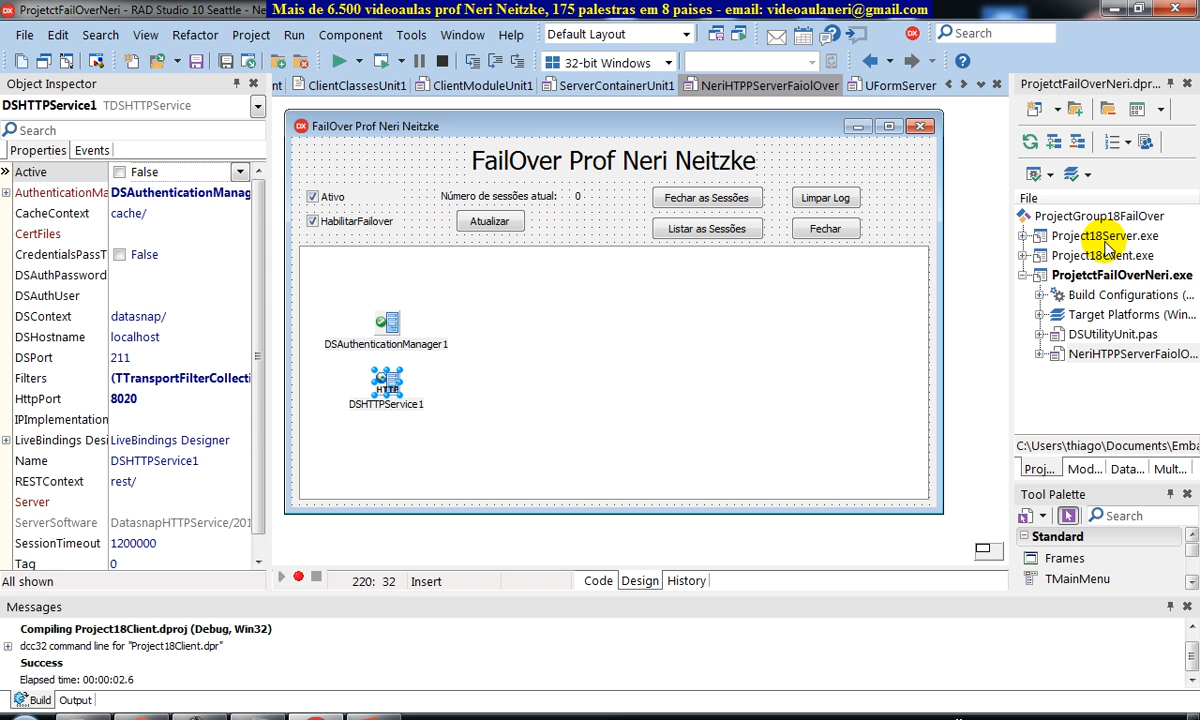 ProjetctFailOverNeri - RAD Studio 10 Seattle - Ne
Mais de 6.500 videoaulas prof Neri Neitzke, 175 palestras em 8 paises - email: videoaulaneri@gmail.com
File Edit Search View Refactor Project Run Component Tools Window Help
Default Layout
Search
32-bit Windows
Object Inspector
nt ClientClassesUnit1 ClientModuleUnit1 ServerContainerUnit1 NeriHTPPServerFaiolOver UFormServer
ProjetctFailOverNeri.dpr...
DSHTTPService1 TDSHTTPService
Search
Properties Events
Active False
AuthenticationMa DSAuthenticationManag
CacheContext cache/
CertFiles
CredentialsPassT False
DSAuthPassword
DSAuthUser
DSContext datasnap/
DSHostname localhost
DSPort 211
Filters (TTransportFilterCollecti
HttpPort 8020
IPImplementation
LiveBindings Desi LiveBindings Designer
Name DSHTTPService1
RESTContext rest/
Server
ServerSoftware DatasnapHTTPService/201
SessionTimeout 1200000
Tag 0
All shown
FailOver Prof Neri Neitzke
FailOver Prof Neri Neitzke
Ativo
Número de sessões atual: 0
Fechar as Sessões
Limpar Log
HabilitarFailover
Atualizar
Listar as Sessões
Fechar
DSAuthenticationManager1
HTTP
DSHTTPService1
220: 32 Insert
Code Design History
File
ProjectGroup18FailOver
Project18Server.exe
Project18Client.exe
ProjetctFailOverNeri.exe
Build Configurations (...
Target Platforms (Win...
DSUtilityUnit.pas
NeriHTPPServerFaiolO...
C:\Users\thiago\Documents\Emba
Proj... Mod... Data... Mult...
Tool Palette
Search
Standard
Frames
TMainMenu
Messages
Compiling Project18Client.dproj (Debug, Win32)
dcc32 command line for "Project18Client.dpr"
Success
Elapsed time: 00:00:02.6
Build Output